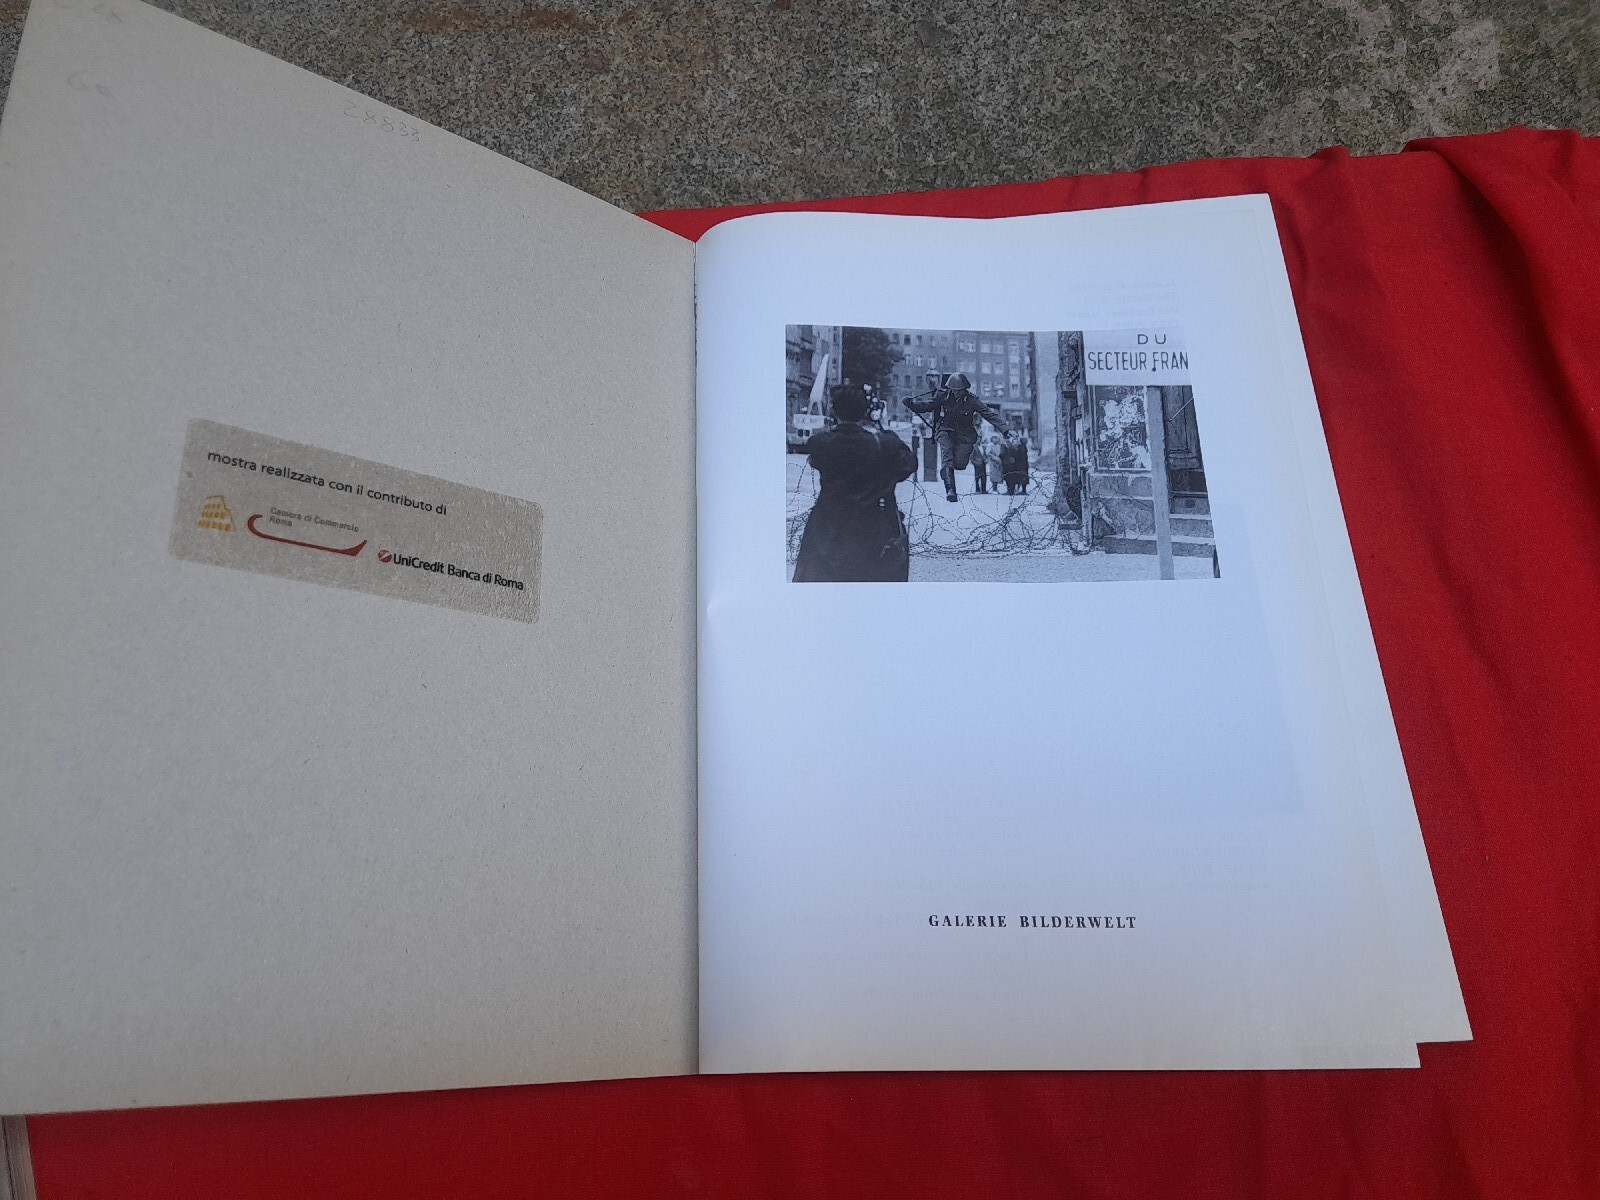 28833
mostra realizzata con il contributo di
Camera di Commercio
Roma
UniCredit Banca di Roma
DU
SECTEUR FRAN
GALERIE BILDERWELT